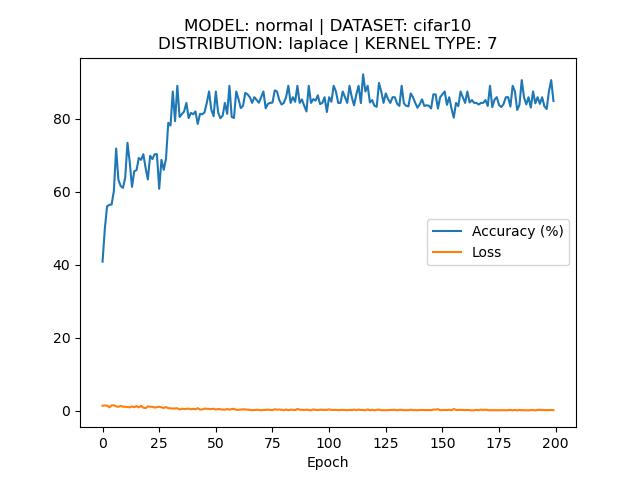 MODEL: normal | DATASET: cifar10
DISTRIBUTION: laplace | KERNEL TYPE: 7
80
60
40
20
0
Accuracy (%)
Loss
0 25 50 75 100 125 150 175 200
Epoch